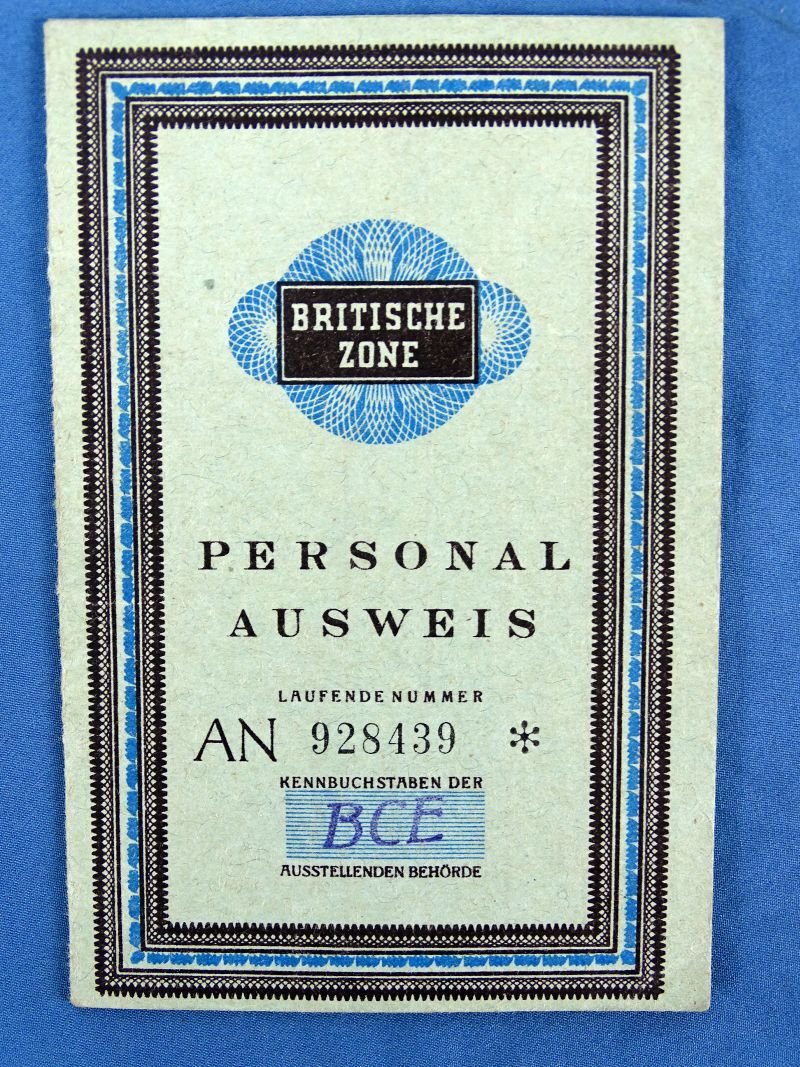 BRITISCHE
ZONE
PERSONAL
AUSWEIS
LAUFENDE NUMMER
AN 928439 *
KENNBUCHSTABEN DER
BCE
AUSSTELLENDEN BEHÖRDE